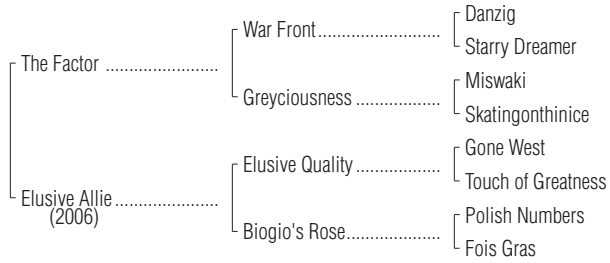 Danzig
War Front..............................
Starry Dreamer
The Factor ............................
Miswaki
Greyciousness .....................
Skatingonthinice
Gone West
Elusive Quality .....................
Touch of Greatness
Elusive Allie..........................
(2006)
Polish Numbers
Biogio's Rose.......................
Fois Gras